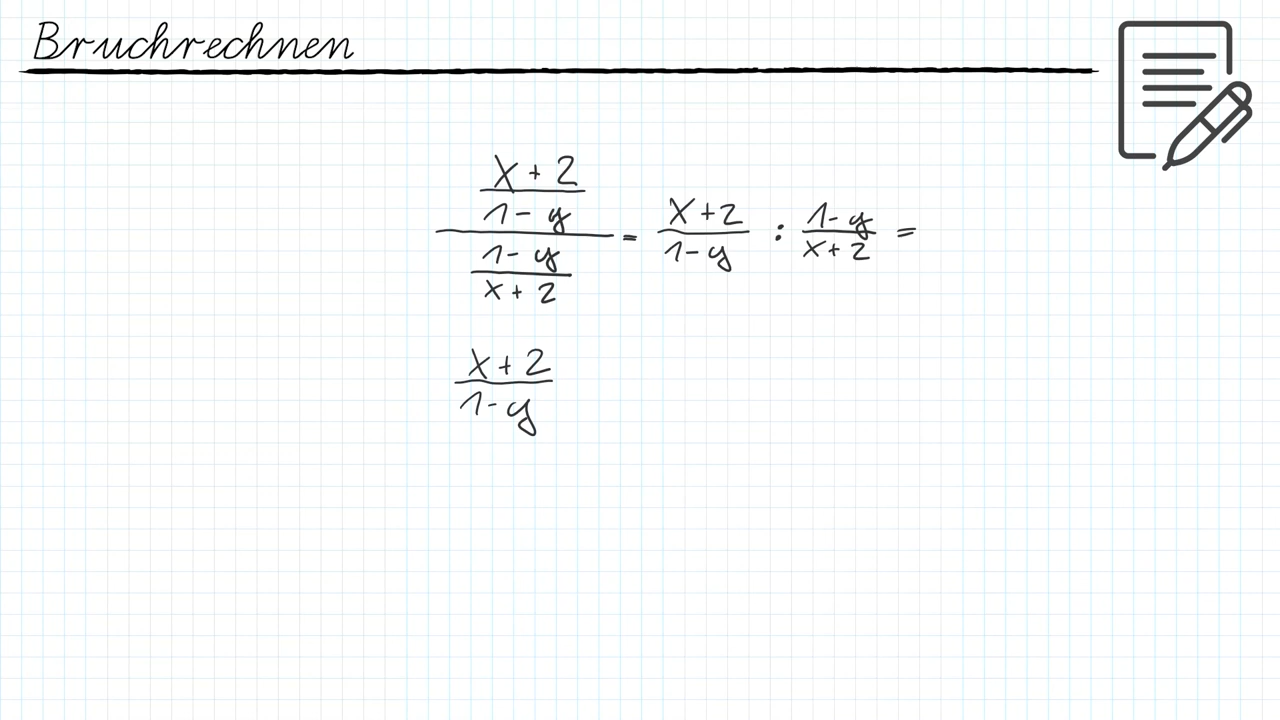 Bruchrechnen
x + 2
1 - y
1 - y
x + 2
= x + 2 / 1 - y : 1 - y / x + 2 =
x + 2
1 - y